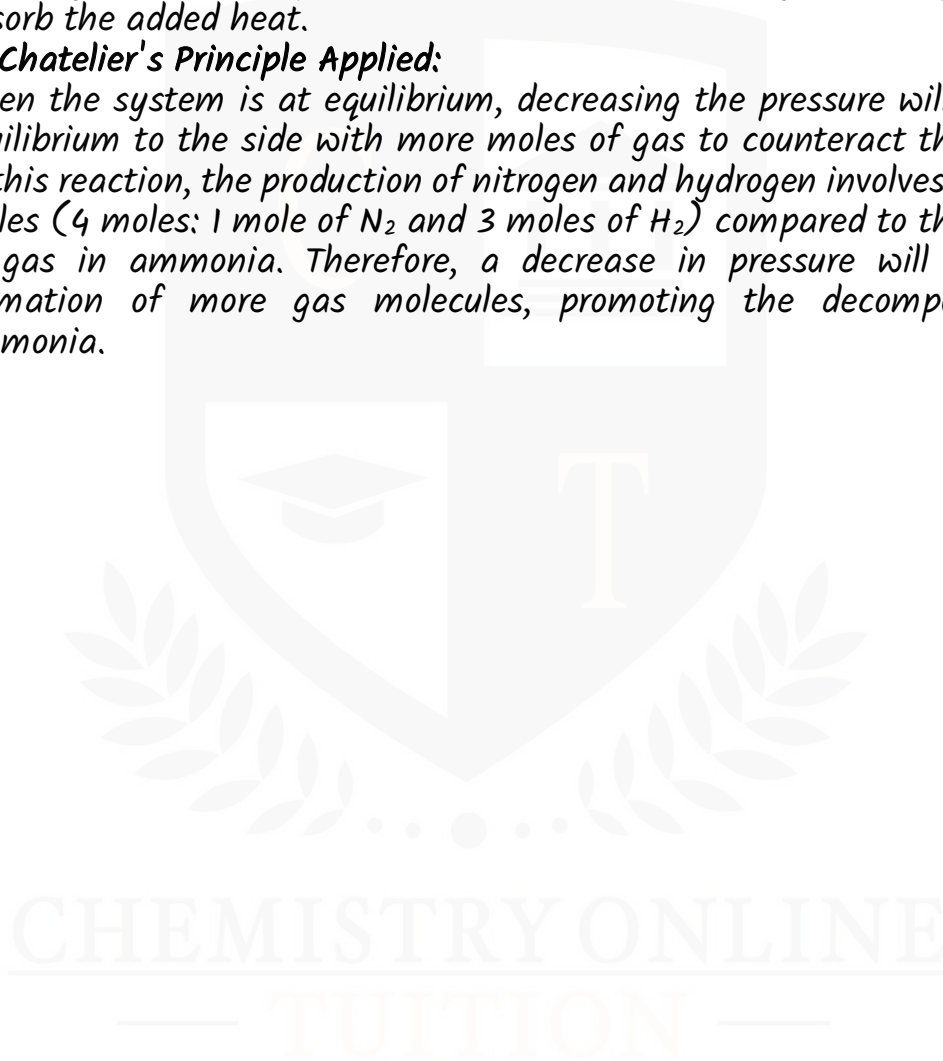 sorb the added heat.
Chatelier's Principle Applied:
en the system is at equilibrium, decreasing the pressure wil
ilibrium to the side with more moles of gas to counteract th
this reaction, the production of nitrogen and hydrogen involves
les (4 moles: 1 mole of N₂ and 3 moles of H₂) compared to th
gas in ammonia. Therefore, a decrease in pressure will
mation of more gas molecules, promoting the decomp
monia.
T
CHEMISTRY ONLINE
TUITION